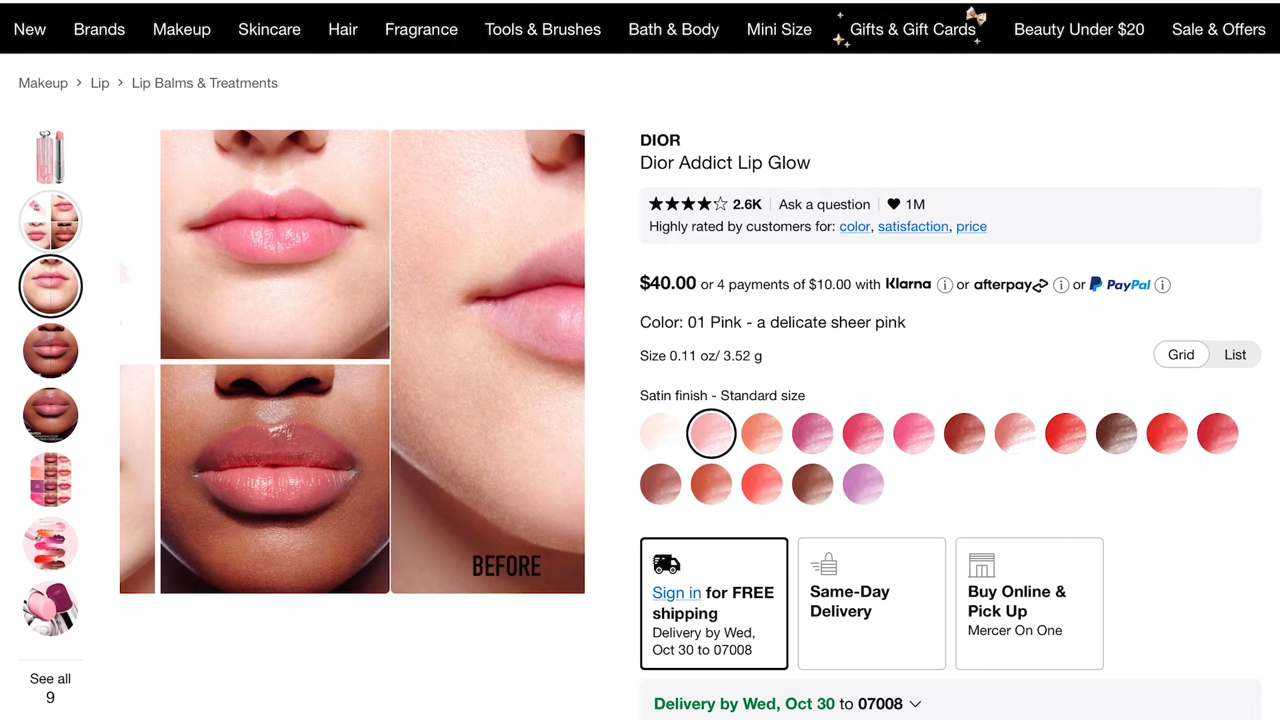 New Brands Makeup Skincare Hair Fragrance Tools & Brushes Bath & Body Mini Size Gifts & Gift Cards Beauty Under $20 Sale & Offers
Makeup > Lip > Lip Balms & Treatments
DIOR
Dior Addict Lip Glow
2.6K Ask a question 1M
Highly rated by customers for: color, satisfaction, price
$40.00 or 4 payments of $10.00 with Klarna or afterpay or PayPal
Color: 01 Pink - a delicate sheer pink
Size 0.11 oz/ 3.52 g
Grid List
Satin finish - Standard size
BEFORE
Sign in for FREE
shipping
Delivery by Wed,
Oct 30 to 07008
Same-Day
Delivery
Buy Online &
Pick Up
Mercer On One
See all
9
Delivery by Wed, Oct 30 to 07008